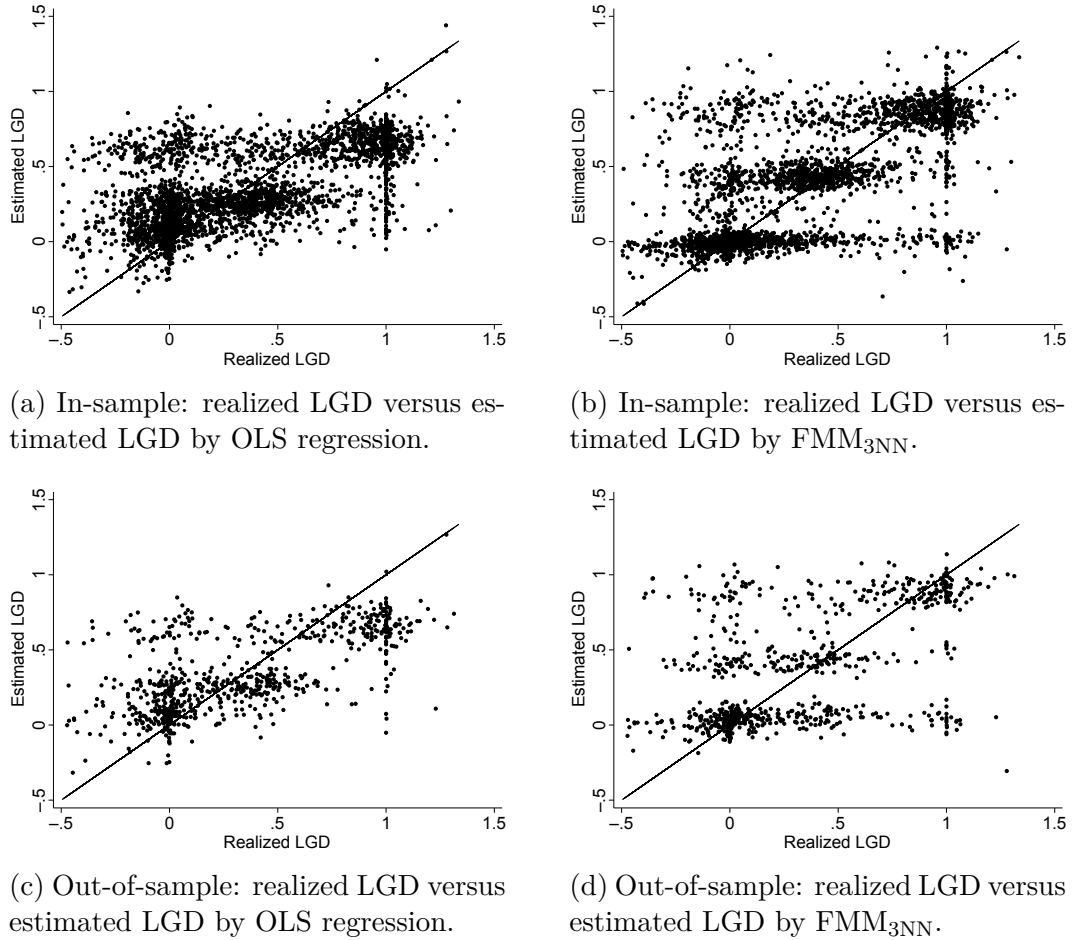 Estimated LGD
−.5 0 .5 1 1.5
−.5 0 .5 1 1.5
Realized LGD
(a) In-sample: realized LGD versus es-
timated LGD by OLS regression.
Estimated LGD
−.5 0 .5 1 1.5
−.5 0 .5 1 1.5
Realized LGD
(b) In-sample: realized LGD versus es-
timated LGD by FMM3NN.
Estimated LGD
−.5 0 .5 1 1.5
−.5 0 .5 1 1.5
Realized LGD
(c) Out-of-sample: realized LGD versus
estimated LGD by OLS regression.
Estimated LGD
−.5 0 .5 1 1.5
−.5 0 .5 1 1.5
Realized LGD
(d) Out-of-sample: realized LGD versus
estimated LGD by FMM3NN.